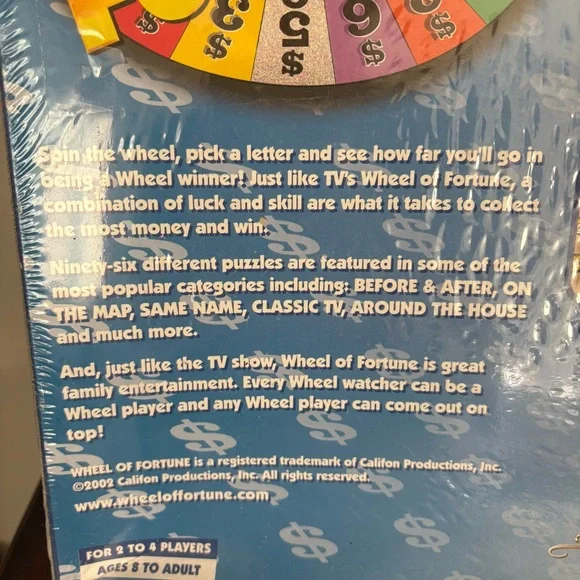 Spin the wheel, pick a letter and see how far you'll go in
being a Wheel winner! Just like TV's Wheel of Fortune, a
combination of luck and skill are what it takes to collect
the most money and win.
Ninety-six different puzzles are featured in some of the
most popular categories including: BEFORE & AFTER, ON
THE MAP, SAME NAME, CLASSIC TV, AROUND THE HOUSE
and much more.
And, just like the TV show, Wheel of Fortune is great
family entertainment. Every Wheel watcher can be a
Wheel player and any Wheel player can come out on
top!
WHEEL OF FORTUNE is a registered trademark of Califon Productions, Inc.
©2002 Califon Productions, Inc. All rights reserved.
www.wheeloffortune.com
FOR 2 TO 4 PLAYERS
AGES 8 TO ADULT